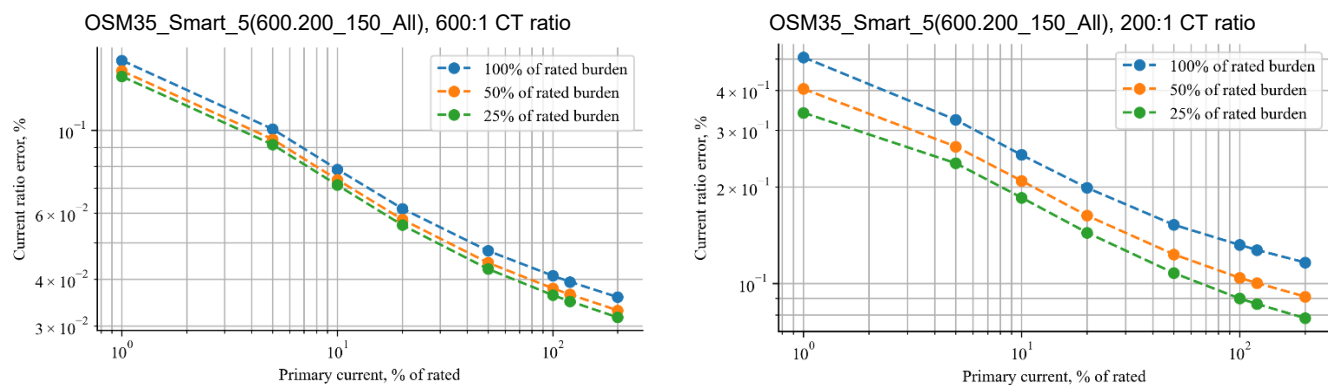 OSM35_Smart_5(600.200_150_All), 600:1 CT ratio
100% of rated burden
50% of rated burden
25% of rated burden
Current ratio error, %
10⁻¹
6 × 10⁻²
4 × 10⁻²
3 × 10⁻²
10⁰
10¹
10²
Primary current, % of rated
OSM35_Smart_5(600.200_150_All), 200:1 CT ratio
100% of rated burden
50% of rated burden
25% of rated burden
Current ratio error, %
4 × 10⁻¹
3 × 10⁻¹
2 × 10⁻¹
10⁻¹
10⁰
10¹
10²
Primary current, % of rated